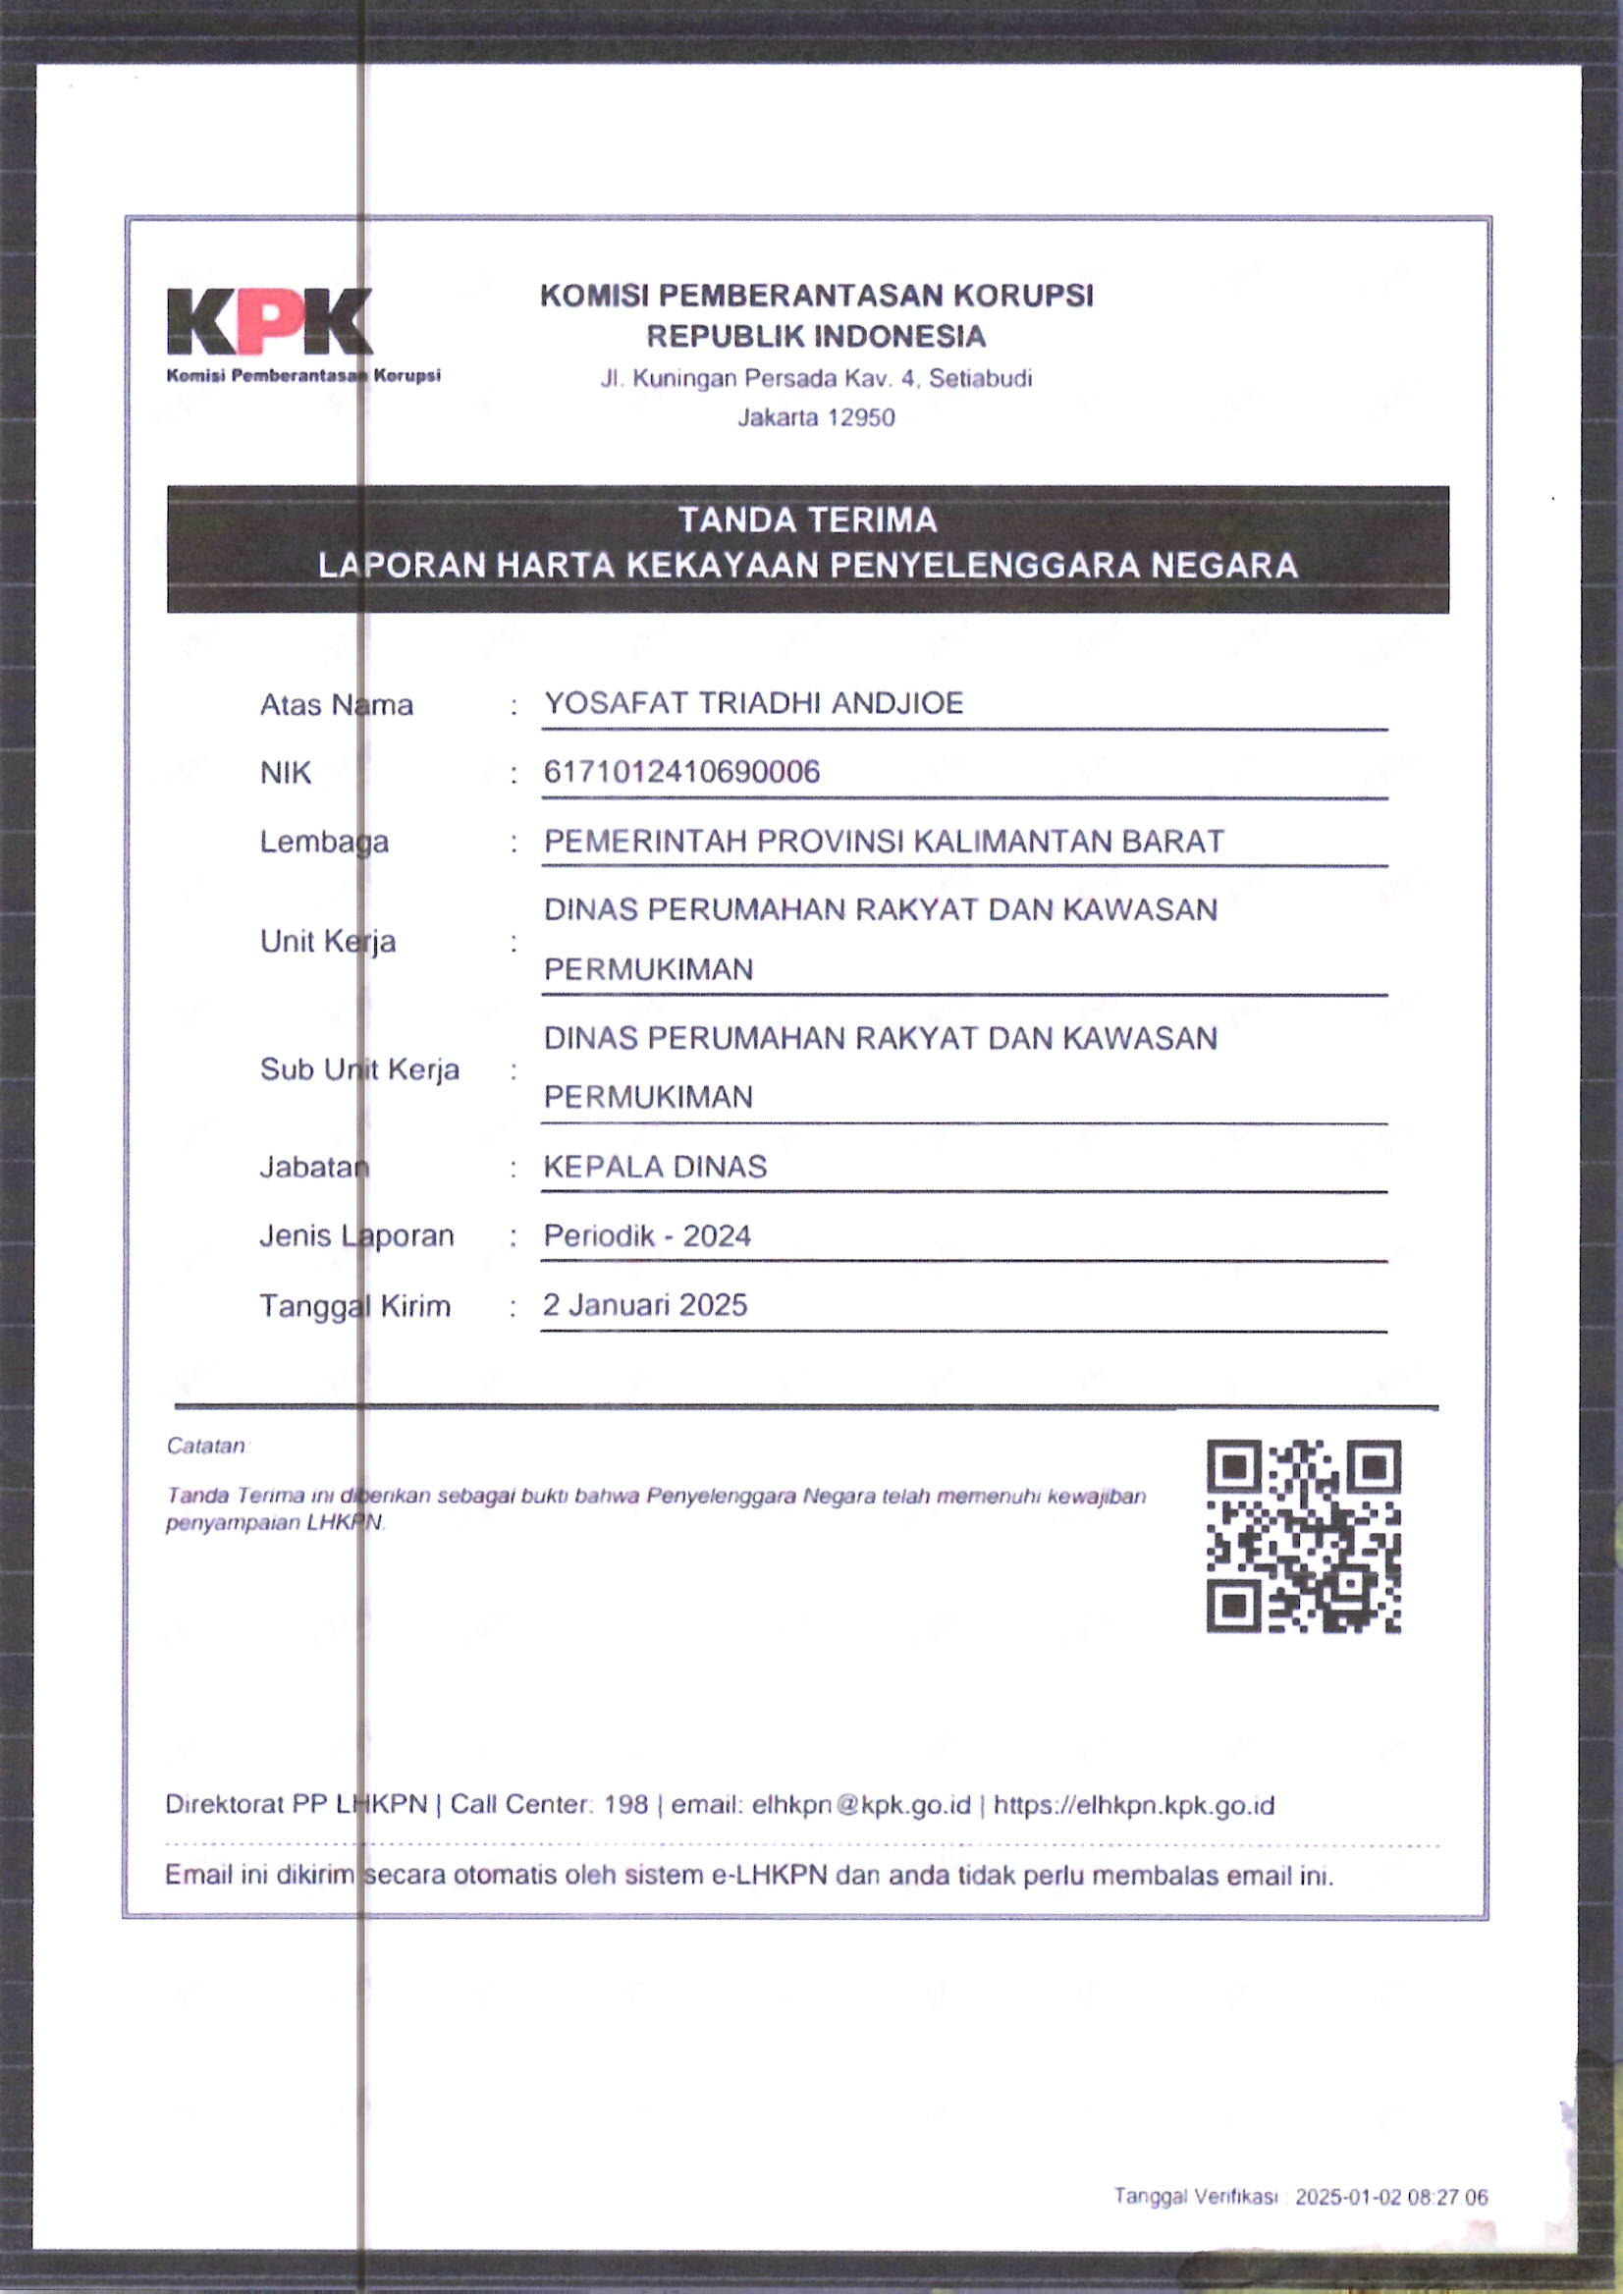 KPK
Komisi Pemberantasan Korupsi
KOMISI PEMBERANTASAN KORUPSI
REPUBLIK INDONESIA
Jl. Kuningan Persada Kav. 4, Setiabudi
Jakarta 12950
TANDA TERIMA
LAPORAN HARTA KEKAYAAN PENYELENGGARA NEGARA
Atas Nama : YOSAFAT TRIADHI ANDJIOE
NIK : 6171012410690006
Lembaga : PEMERINTAH PROVINSI KALIMANTAN BARAT
Unit Kerja : DINAS PERUMAHAN RAKYAT DAN KAWASAN
PERMUKIMAN
Sub Unit Kerja : DINAS PERUMAHAN RAKYAT DAN KAWASAN
PERMUKIMAN
Jabatan : KEPALA DINAS
Jenis Laporan : Periodik - 2024
Tanggal Kirim : 2 Januari 2025
Catatan:
Tanda Terima ini diberikan sebagai bukti bahwa Penyelenggara Negara telah memenuhi kewajiban
penyampaian LHKPN.
Direktorat PP LHKPN | Call Center: 198 | email: elhkpn@kpk.go.id | https://elhkpn.kpk.go.id
Email ini dikirim secara otomatis oleh sistem e-LHKPN dan anda tidak perlu membalas email ini.
Tanggal Verifikasi : 2025-01-02 08:27:06